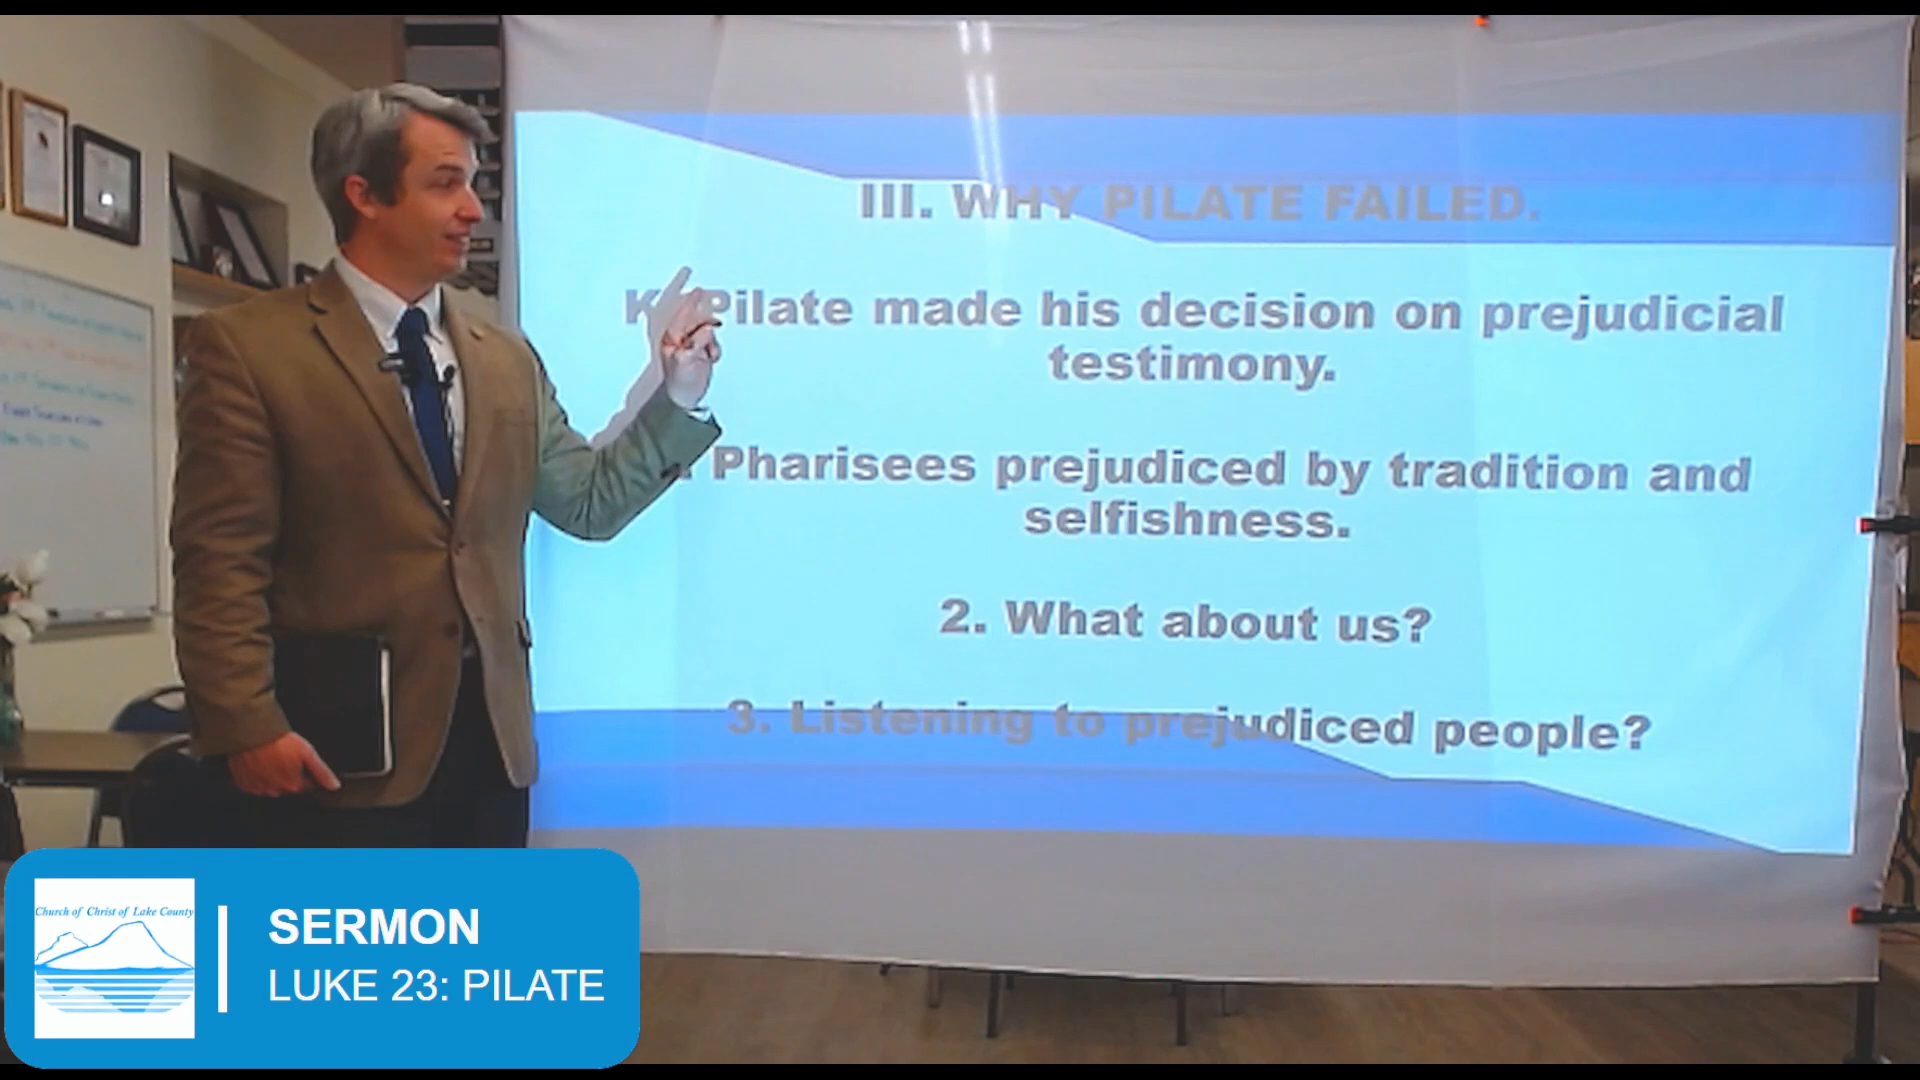 III. WHY PILATE FAILED.
K. Pilate made his decision on prejudicial
testimony.
Pharisees prejudiced by tradition and
selfishness.
2. What about us?
3. Listening to prejudiced people?
Church of Christ of Lake County
SERMON
LUKE 23: PILATE